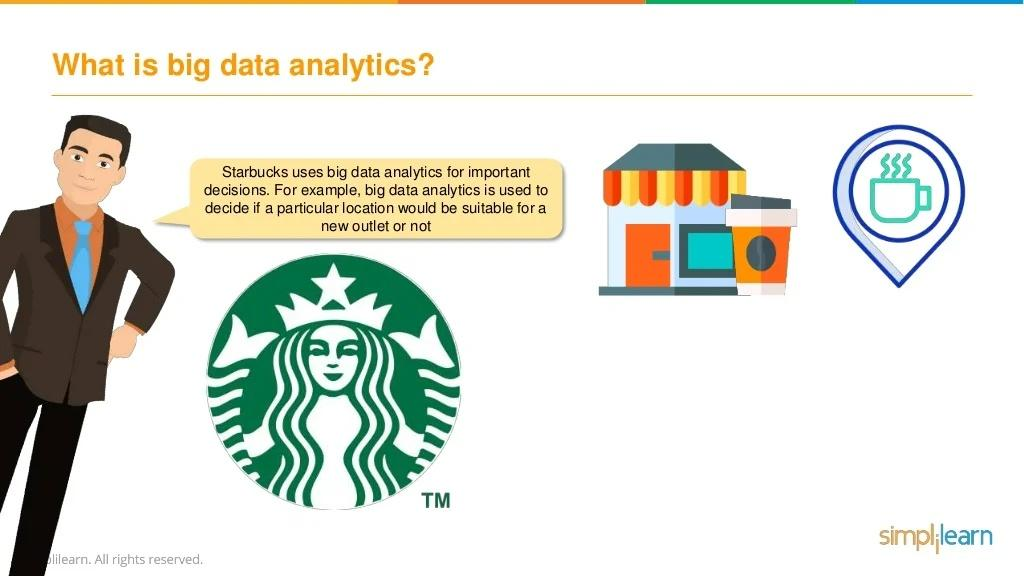 What is big data analytics?
Starbucks uses big data analytics for important
decisions. For example, big data analytics is used to
decide if a particular location would be suitable for a
new outlet or not
TM
simplilearn
All rights reserved.